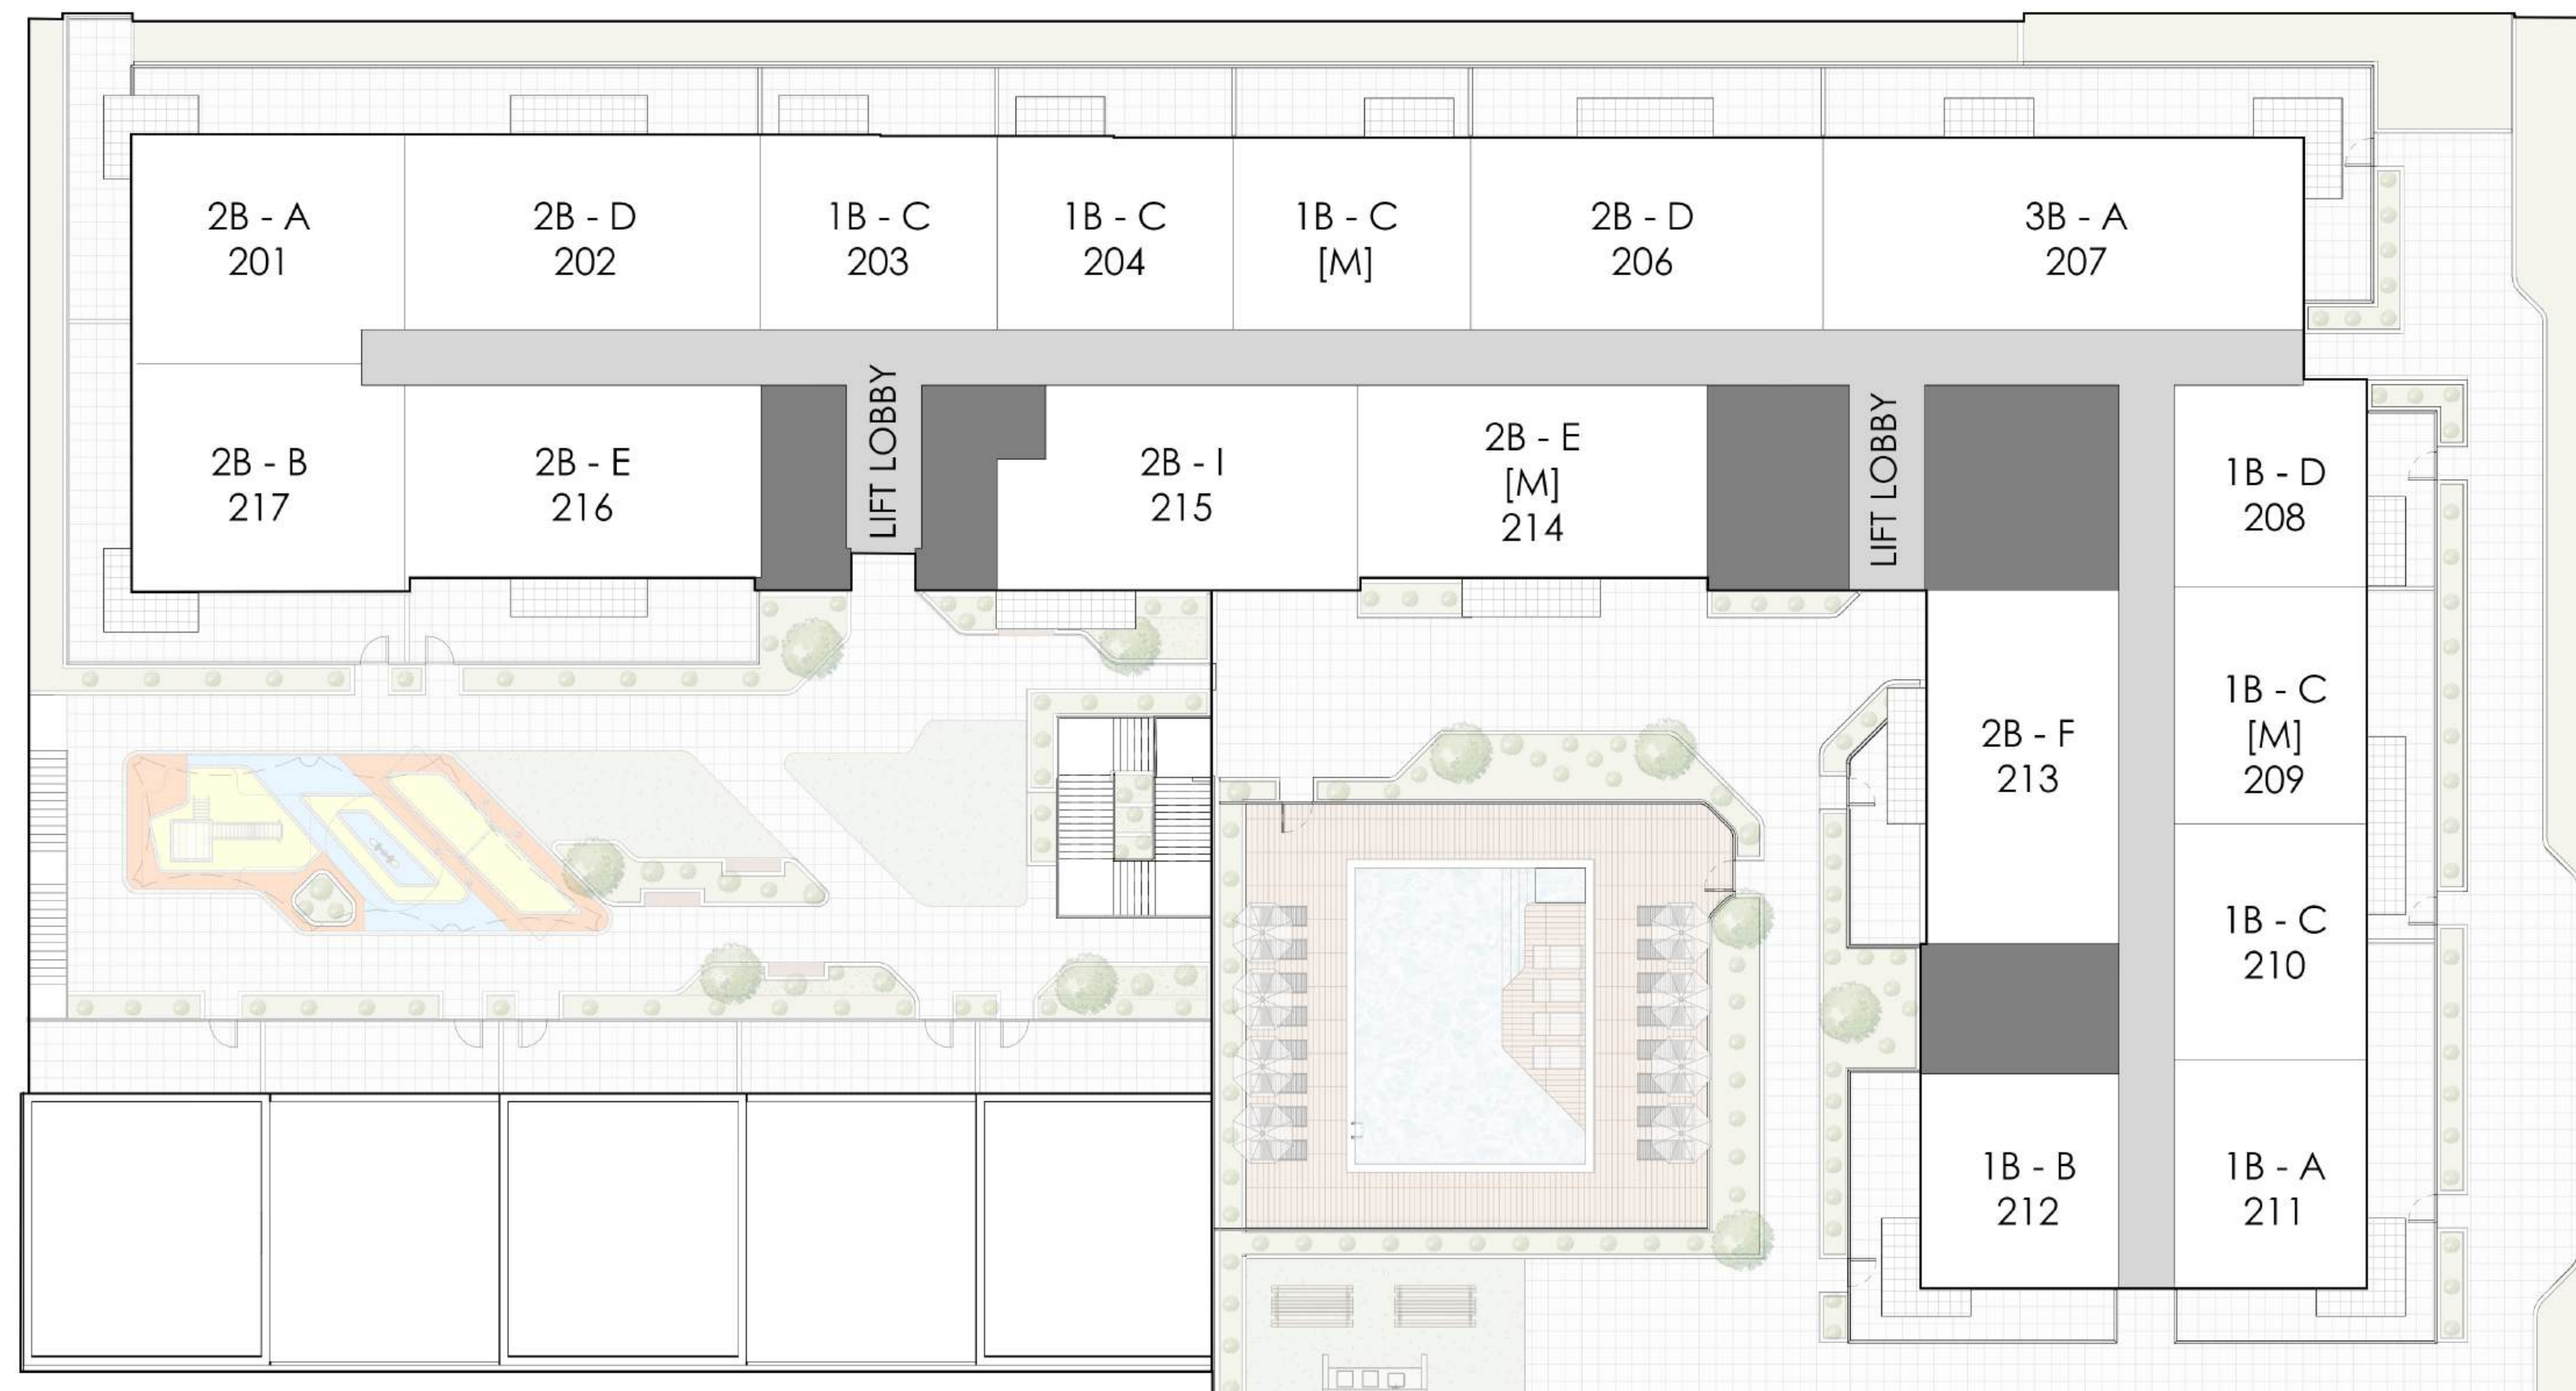 2B - A
201
2B - D
202
1B - C
203
1B - C
204
1B - C
[M]
2B - D
206
3B - A
207
LIFT LOBBY
LIFT LOBBY
2B - B
217
2B - E
216
2B - I
215
2B - E
[M]
214
1B - D
208
2B - F
213
1B - C
[M]
209
1B - C
210
1B - B
212
1B - A
211